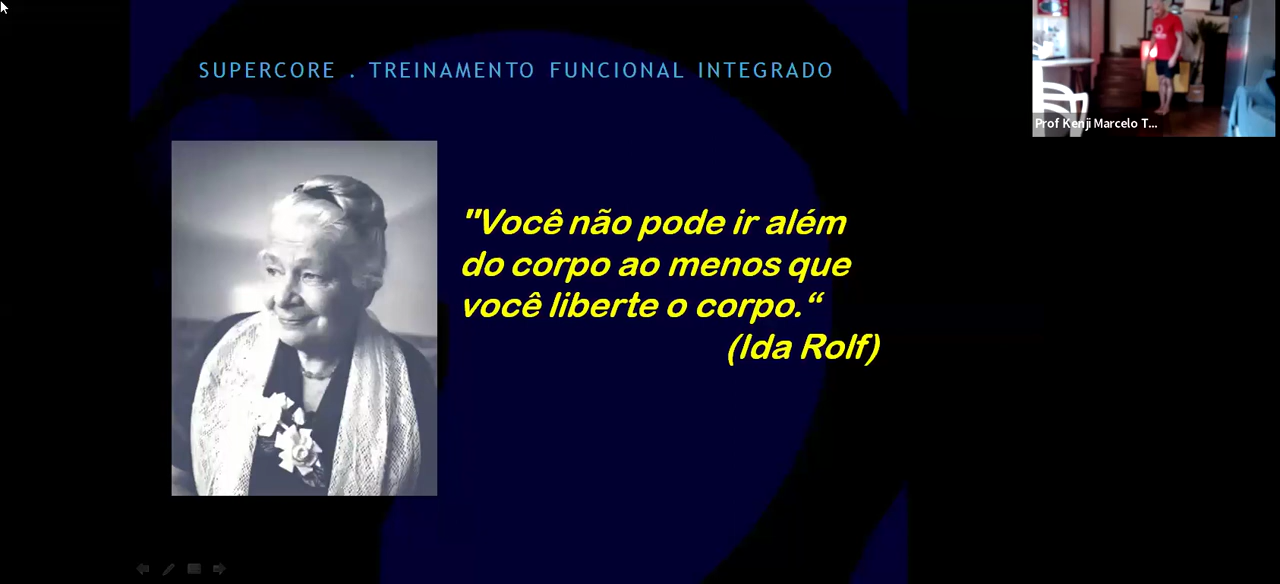 SUPERCORE . TREINAMENTO FUNCIONAL INTEGRADO
Prof Kenji Marcelo T...
"Você não pode ir além
do corpo ao menos que
você liberte o corpo.“
(Ida Rolf)